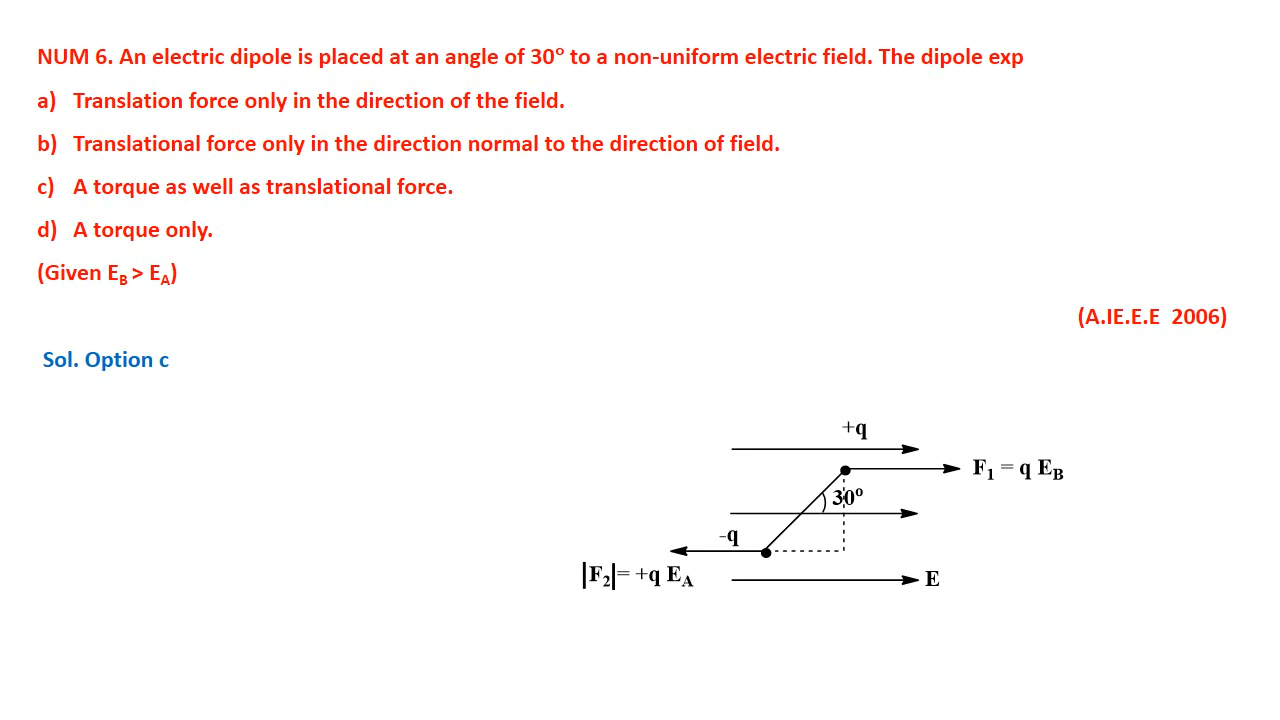 NUM 6. An electric dipole is placed at an angle of 30° to a non-uniform electric field. The dipole exp
a) Translation force only in the direction of the field.
b) Translational force only in the direction normal to the direction of field.
c) A torque as well as translational force.
d) A torque only.
(Given E_B > E_A)
(A.IE.E.E 2006)
Sol. Option c
+q
F₁ = q E_B
30°
-q
|F₂|= +q E_A
E